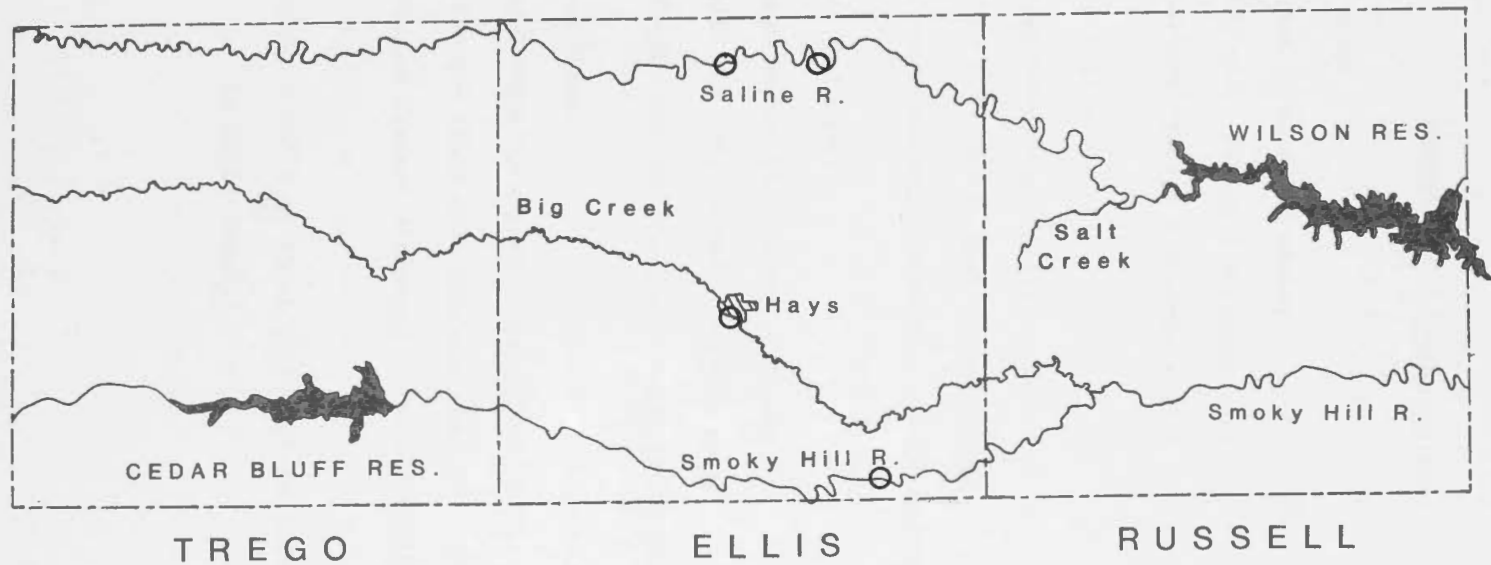 Saline R.
WILSON RES.
Big Creek
Salt
Creek
Hays
Smoky Hill R.
Smoky Hill R.
CEDAR BLUFF RES.
TREGO
ELLIS
RUSSELL